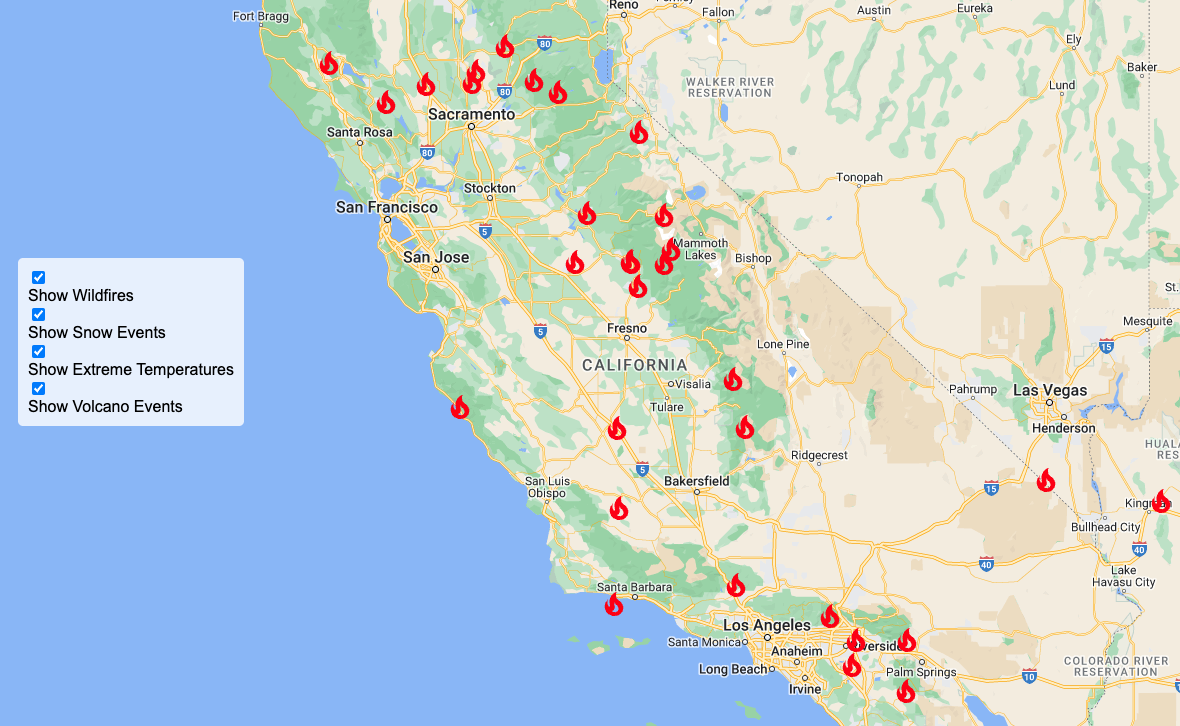 Reno
Fallon
Austin
Eureka
Fort Bragg
80
Ely
Baker
WALKER RIVER
RESERVATION
Lund
80
Sacramento
Santa Rosa
80
Tonopah
Stockton
San Francisco
5
Mammoth
Lakes
San Jose
Bishop
Show Wildfires
Show Snow Events
Show Extreme Temperatures
Show Volcano Events
St.
Mesquite
5
Fresno
Lone Pine
15
CALIFORNIA
Visalia
Pahrump
Las Vegas
Tulare
Henderson
HUAL
RES
Ridgecrest
5
San Luis
Obispo
Bakersfield
15
Bullhead City
40
40
Lake
Havasu City
Santa Barbara
Los Angeles
Santa Monica
Anaheim
Long Beach
Irvine
Palm Springs
COLORADO RIVER
RESERVATION
10